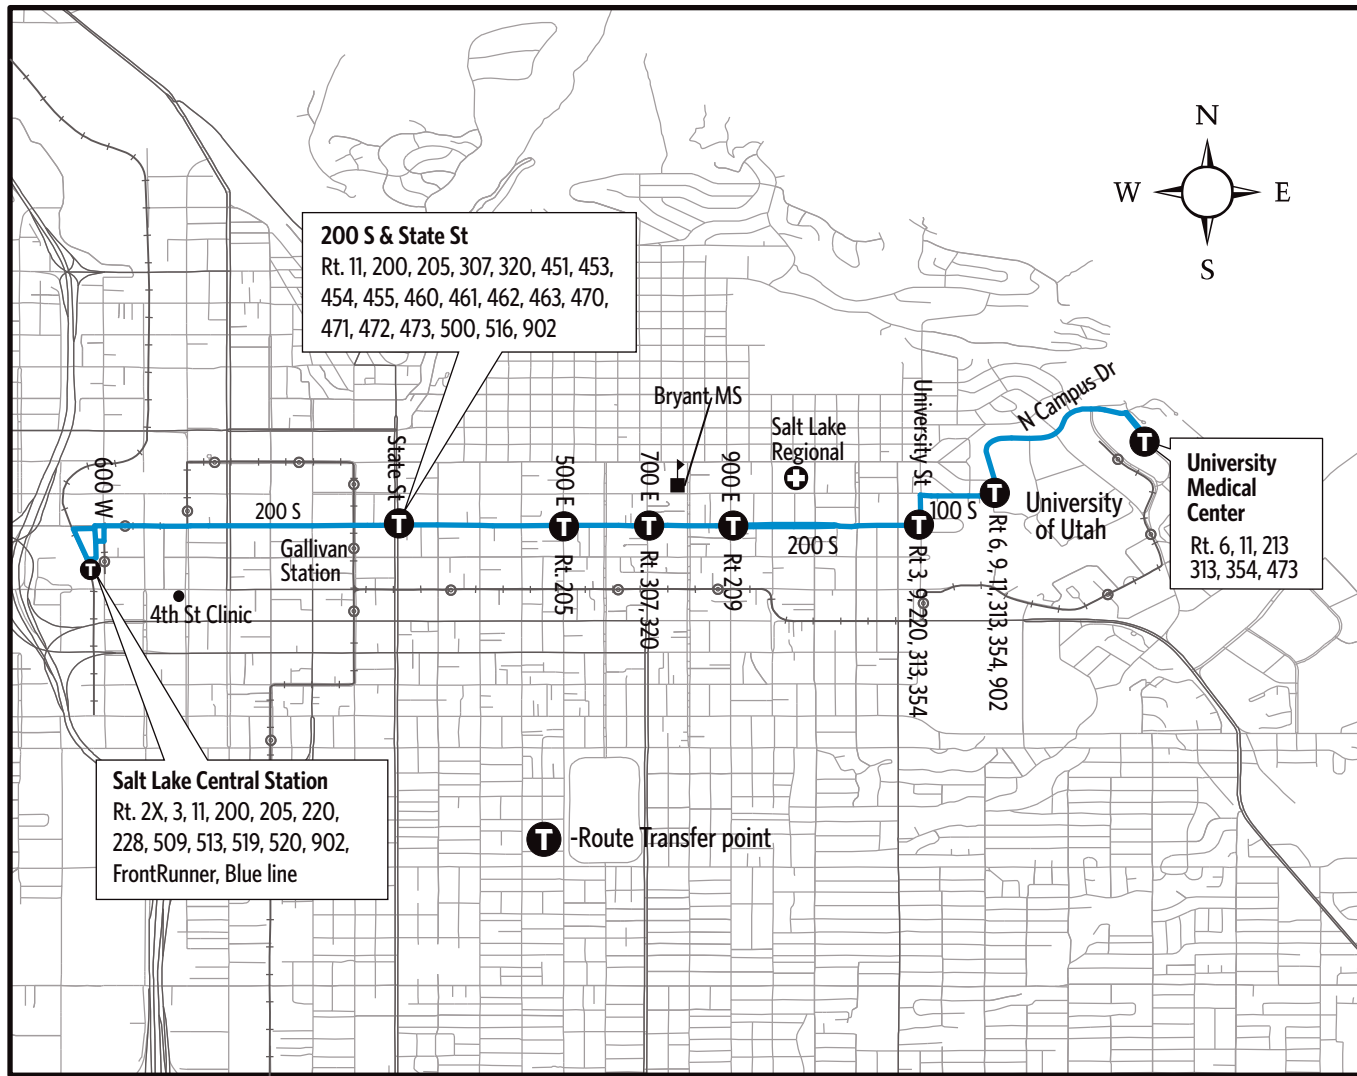 N
W
E
S
200 S & State St
Rt. 11, 200, 205, 307, 320, 451, 453,
454, 455, 460, 461, 462, 463, 470,
471, 472, 473, 500, 516, 902
Bryant MS
Salt Lake
Regional
University St
N Campus Dr
University
Medical
Center
Rt. 6, 11, 213
313, 354, 473
600 W
200 S
State St
500 E
700 E
900 E
200 S
100 S
University
of Utah
Gallivan
Station
4th St Clinic
Rt. 205
Rt. 307, 320
Rt 209
Rt 3, 9, 220, 313, 354
Rt 6, 9, 11, 313, 354, 902
Salt Lake Central Station
Rt. 2X, 3, 11, 200, 205, 220,
228, 509, 513, 519, 520, 902,
FrontRunner, Blue line
T -Route Transfer point
T
T
T
T
T
T
T
T